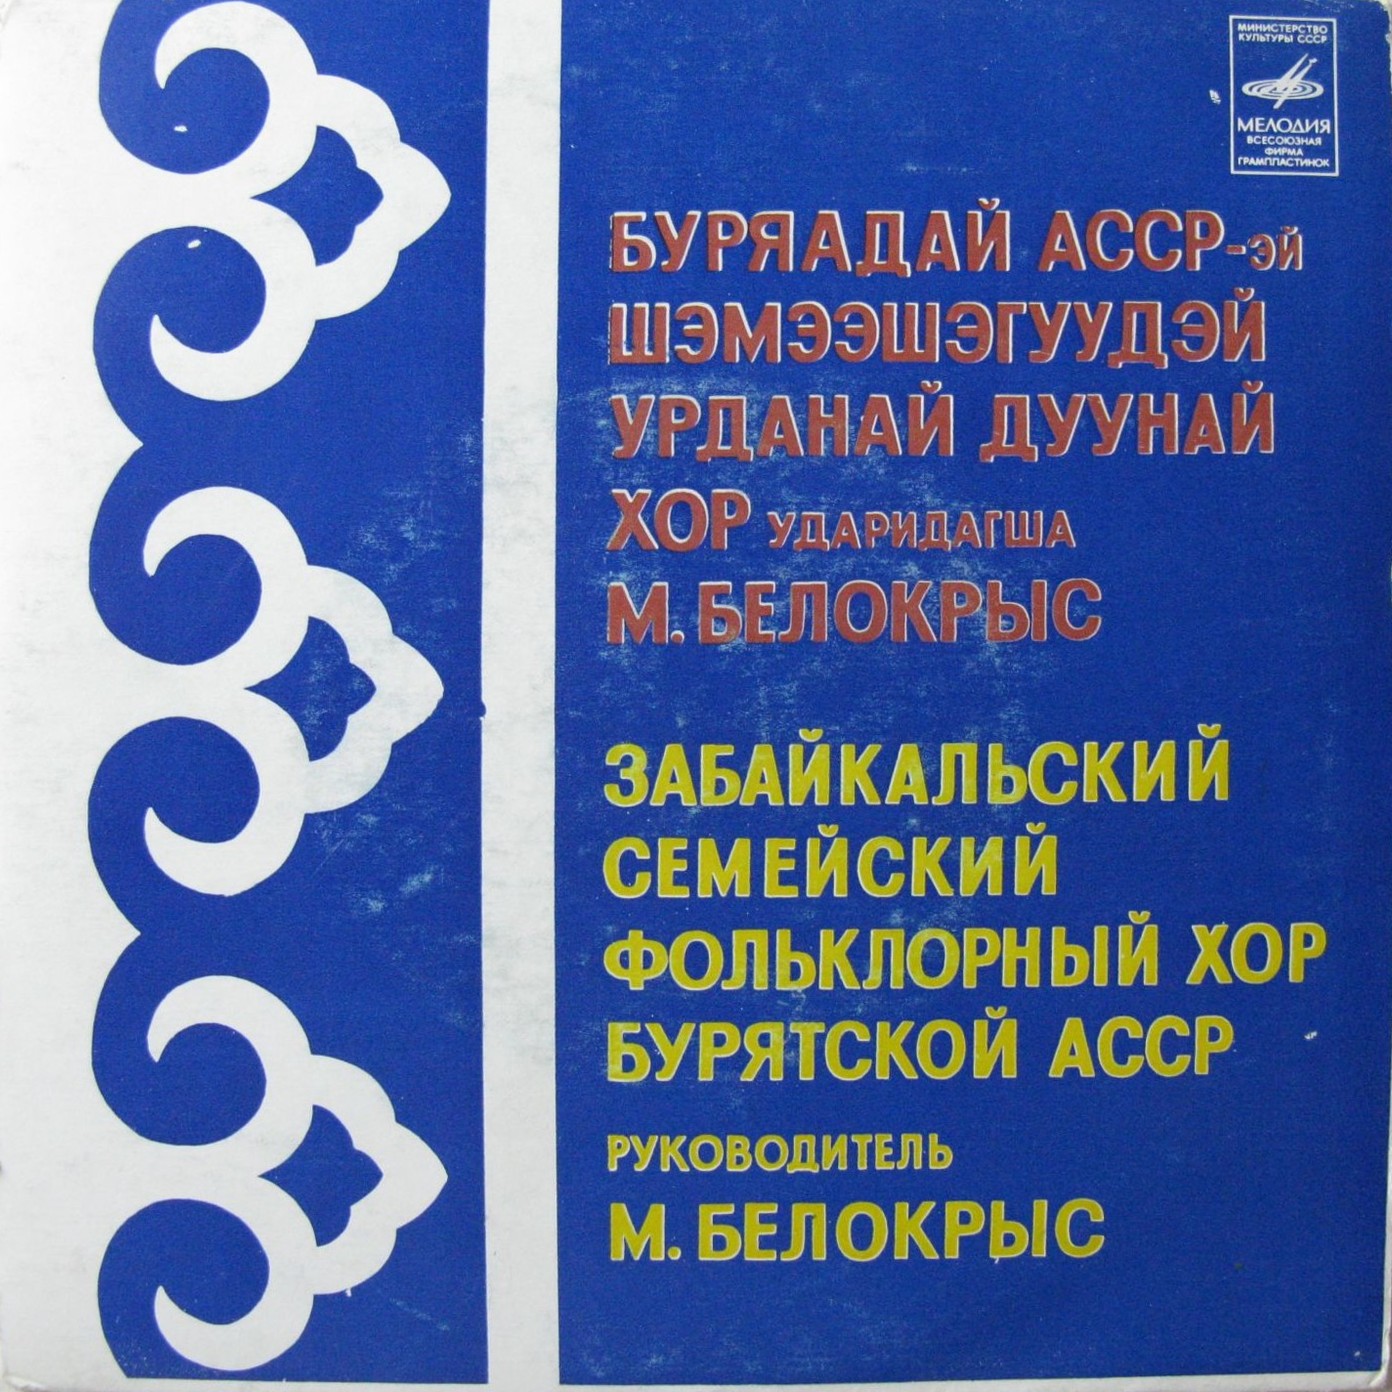 МИНИСТЕРСТВО
КУЛЬТУРЫ СССР
МЕЛОДИЯ
ВСЕСОЮЗНАЯ
ФИРМА
ГРАМПЛАСТИНОК
БУРЯАДАЙ АССР-ЭЙ
ШЭМЭЭШЭГУУДЭЙ
УРДАНАЙ ДУУНАЙ
ХОР УДАРИДАГША
М. БЕЛОКРЫС
ЗАБАЙКАЛЬСКИЙ
СЕМЕЙСКИЙ
ФОЛЬКЛОРНЫЙ ХОР
БУРЯТСКОЙ АССР
РУКОВОДИТЕЛЬ
М. БЕЛОКРЫС